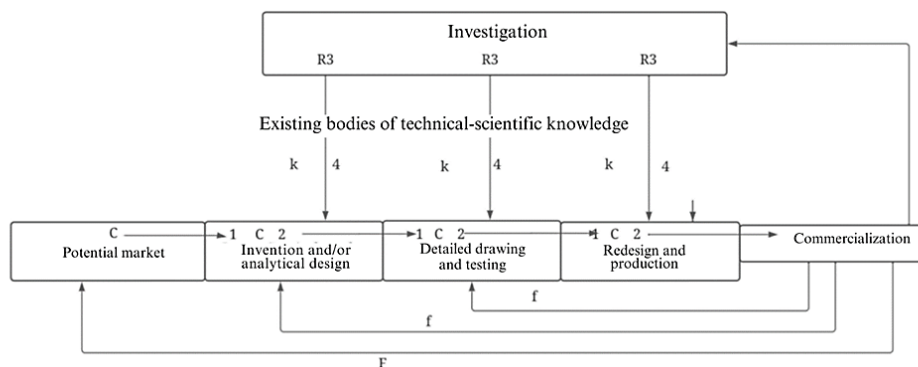 Investigation
R3 R3 R3
Existing bodies of technical-scientific knowledge
k 4 k 4 k 4
C 1 C 2 1 C 2 1 C 2
Potential market
Invention and/or
analytical design
Detailed drawing
and testing
Redesign and
production
Commercialization
f
f
F